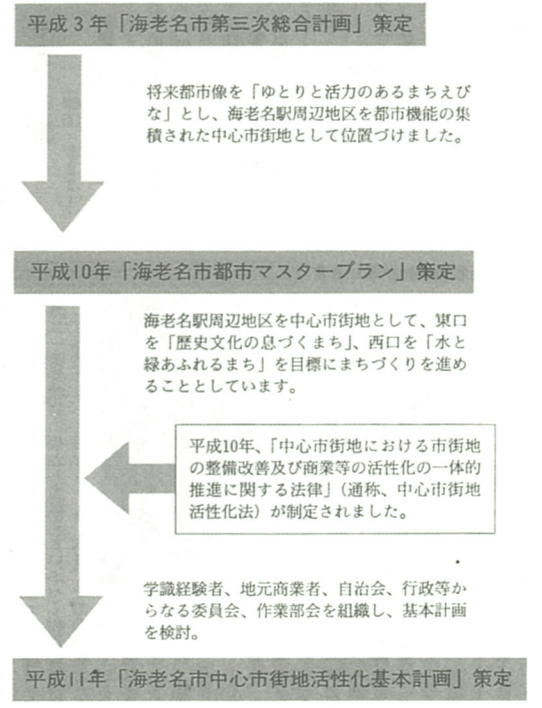 平成3年「海老名市第三次総合計画」策定
将来都市像を「ゆとりと活力のあるまちえび
な」とし、海老名駅周辺地区を都市機能の集
積された中心市街地として位置づけました。
平成10年「海老名市都市マスタープラン」策定
海老名駅周辺地区を中心市街地として、東口
を「歴史文化の息づくまち」、西口を「水と
緑あふれるまち」を目標にまちづくりを進め
ることとしています。
平成10年、「中心市街地における市街地
の整備改善及び商業等の活性化の一体的
推進に関する法律」（通称、中心市街地
活性化法）が制定されました。
学識経験者、地元商業者、自治会、行政等か
らなる委員会、作業部会を組織し、基本計画
を検討。
平成11年「海老名市中心市街地活性化基本計画」策定